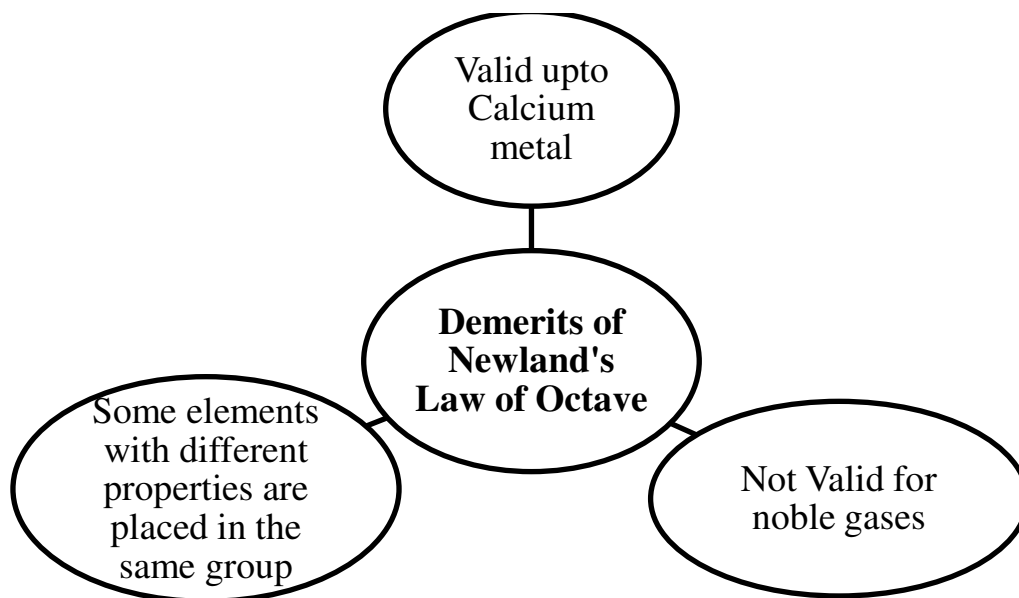 Valid upto
Calcium
metal
Demerits of
Newland's
Law of Octave
Some elements
with different
properties are
placed in the
same group
Not Valid for
noble gases